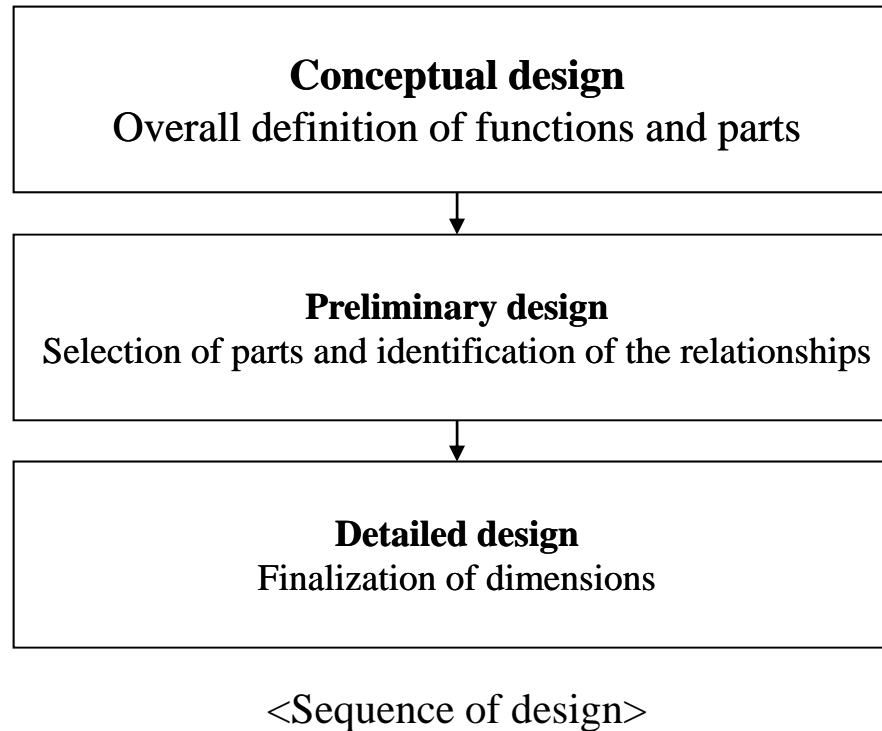 Conceptual design
Overall definition of functions and parts
Preliminary design
Selection of parts and identification of the relationships
Detailed design
Finalization of dimensions
<Sequence of design>